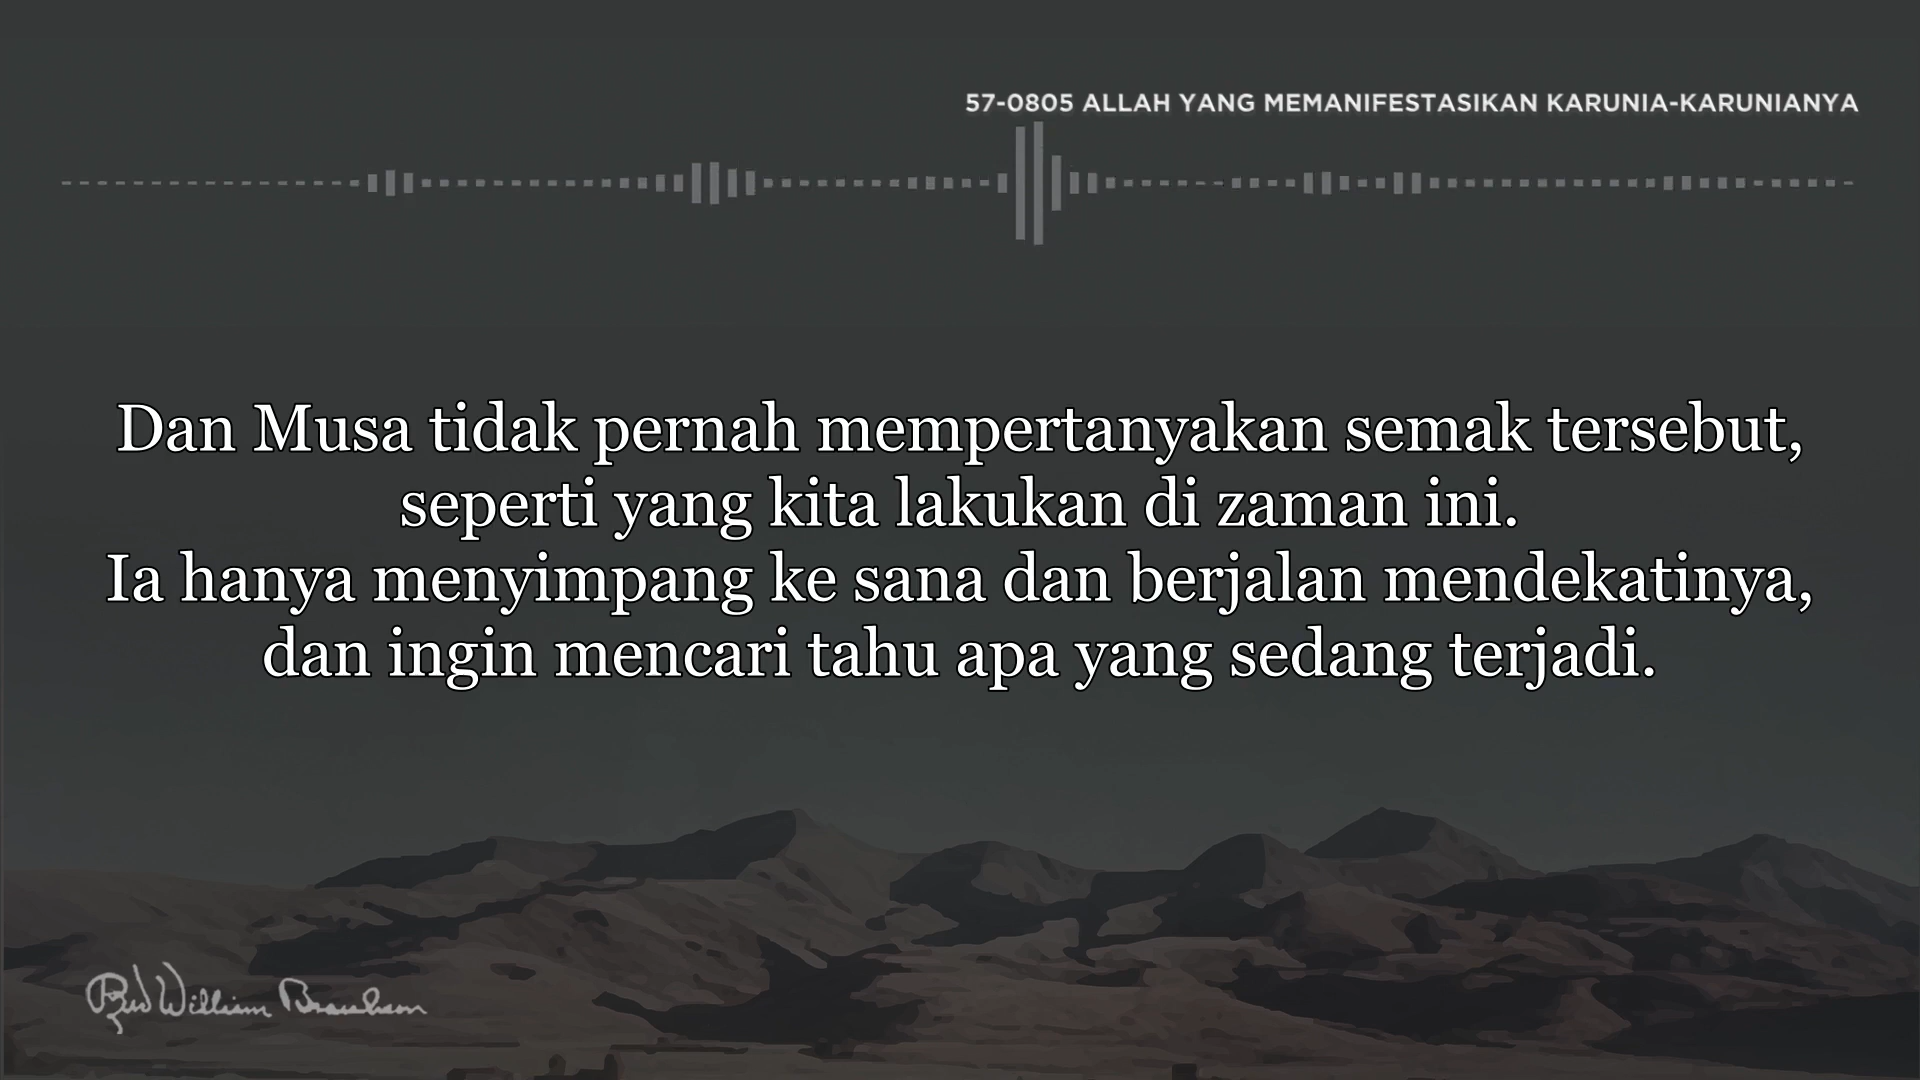 57-0805 ALLAH YANG MEMANIFESTASIKAN KARUNIA-KARUNIANYA
Dan Musa tidak pernah mempertanyakan semak tersebut,
seperti yang kita lakukan di zaman ini.
Ia hanya menyimpang ke sana dan berjalan mendekatinya,
dan ingin mencari tahu apa yang sedang terjadi.
Rev William Branham